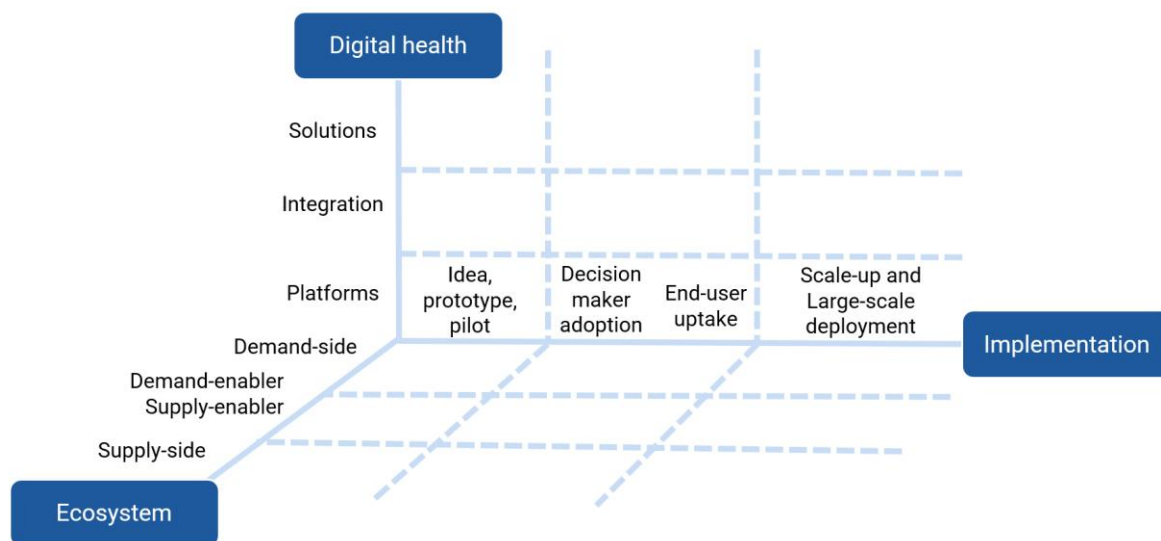 Digital health
Solutions
Integration
Platforms
Idea,
prototype,
pilot
Decision
maker
adoption
End-user
uptake
Scale-up and
Large-scale
deployment
Implementation
Demand-side
Demand-enabler
Supply-enabler
Supply-side
Ecosystem